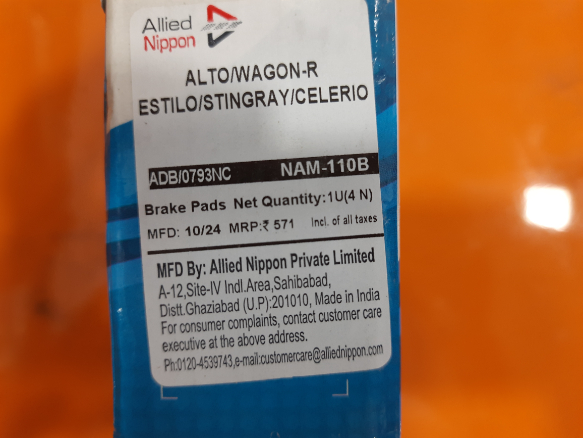 Allied
Nippon
ALTO/WAGON-R
ESTILO/STINGRAY/CELERIO
ADB/0793NC NAM-110B
Brake Pads Net Quantity:1U(4 N)
MFD: 10/24 MRP:₹ 571 Incl. of all taxes
MFD By: Allied Nippon Private Limited
A-12,Site-IV Indl.Area,Sahibabad,
Distt.Ghaziabad (U.P):201010, Made in India
For consumer complaints, contact customer care
executive at the above address.
Ph:0120-4539743,e-mail:customercare@alliednippon.com